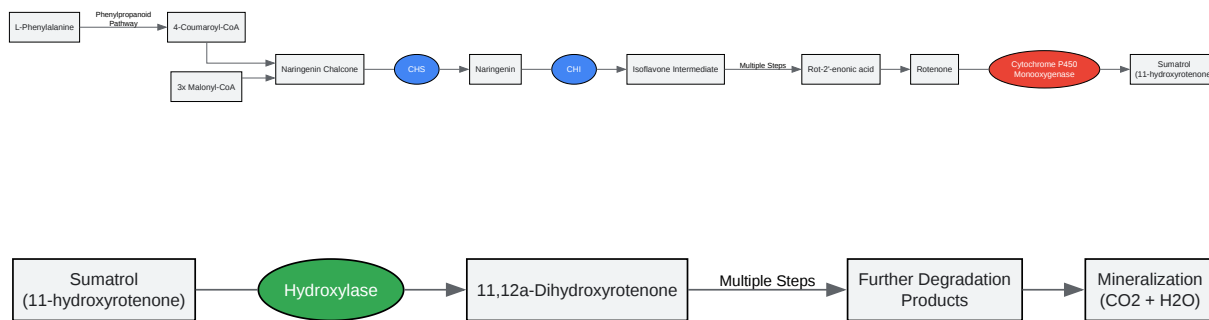 L-Phenylalanine
Phenylpropanoid
Pathway
4-Coumaroyl-CoA
3x Malonyl-CoA
Naringenin Chalcone
CHS
Naringenin
CHI
Isoflavone Intermediate
Multiple Steps
Rot-2'-enonic acid
Rotenone
Cytochrome P450
Monooxygenase
Sumatrol
(11-hydroxyrotenone)
Sumatrol
(11-hydroxyrotenone)
Hydroxylase
11,12a-Dihydroxyrotenone
Multiple Steps
Further Degradation
Products
Mineralization
(CO2 + H2O)